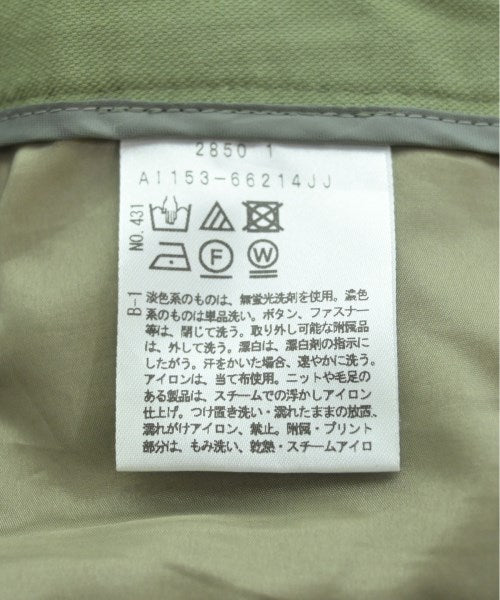 2850 1
AI153-66214JJ
NO.431
F
W
B-1
淡色系のものは、無蛍光洗剤を使用。濃色
系のものは単品洗い。ボタン、ファスナー
等は、閉じて洗う。取り外し可能な附属品
は、外して洗う。漂白は、漂白剤の指示に
したがう。汗をかいた場合、速やかに洗う。
アイロンは、当て布使用。ニットや毛足の
ある製品は、スチームでの浮かしアイロン
仕上げ。つけ置き洗い・濡れたままの放置、
濡れがけアイロン、禁止。附属・プリント
部分は、もみ洗い、乾熱・スチームアイロ